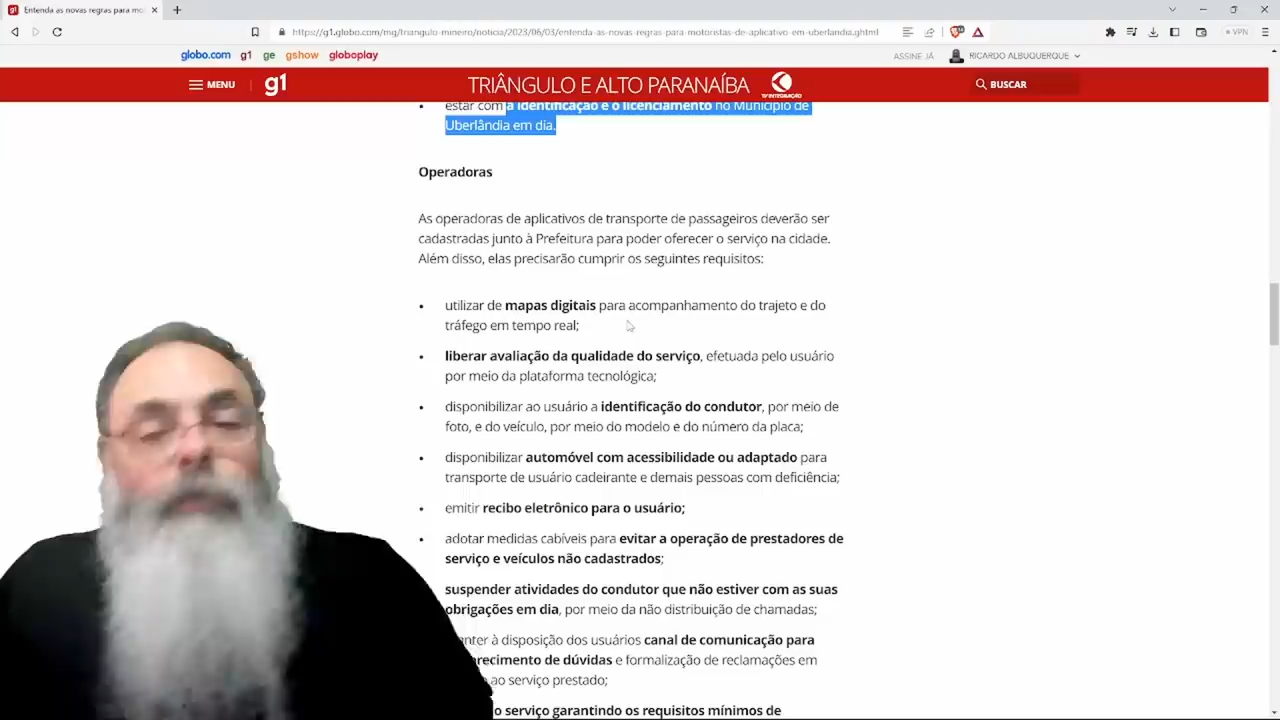 Entenda as novas regras para mo
https://g1.globo.com/mg/triangulo-mineiro/noticia/2023/06/03/entenda-as-novas-regras-para-motoristas-de-aplicativo-em-uberlandia.ghtml
VPN
globo.com g1 ge gshow globoplay
ASSINE JÁ RICARDO ALBUQUERQUE
MENU g1 TRIÂNGULO E ALTO PARANAÍBA BUSCAR
TV INTEGRAÇÃO
• estar com a identificação e o licenciamento no Município de
Uberlândia em dia.
Operadoras
As operadoras de aplicativos de transporte de passageiros deverão ser
cadastradas junto à Prefeitura para poder oferecer o serviço na cidade.
Além disso, elas precisarão cumprir os seguintes requisitos:
• utilizar de mapas digitais para acompanhamento do trajeto e do
tráfego em tempo real;
• liberar avaliação da qualidade do serviço, efetuada pelo usuário
por meio da plataforma tecnológica;
• disponibilizar ao usuário a identificação do condutor, por meio de
foto, e do veículo, por meio do modelo e do número da placa;
• disponibilizar automóvel com acessibilidade ou adaptado para
transporte de usuário cadeirante e demais pessoas com deficiência;
• emitir recibo eletrônico para o usuário;
• adotar medidas cabíveis para evitar a operação de prestadores de
serviço e veículos não cadastrados;
suspender atividades do condutor que não estiver com as suas
obrigações em dia, por meio da não distribuição de chamadas;
à disposição dos usuários canal de comunicação para
de dúvidas e formalização de reclamações em
ao serviço prestado;
o serviço garantindo os requisitos mínimos de